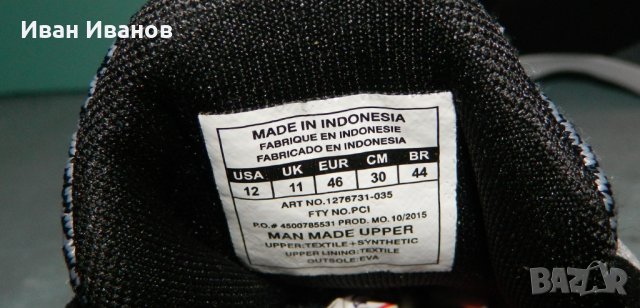 Иван Иванов
MADE IN INDONESIA
FABRIQUE EN INDONESIE
FABRICADO EN INDONESIA
USA UK EUR CM BR
12 11 46 30 44
ART NO.1276731-035
FTY NO.PCI
P.O.# 4500785531 PROD. MO.10/2015
MAN MADE UPPER
UPPER:TEXTILE+SYNTHETIC
UPPER LINING:TEXTILE
OUTSOLE:EVA
BAZAR